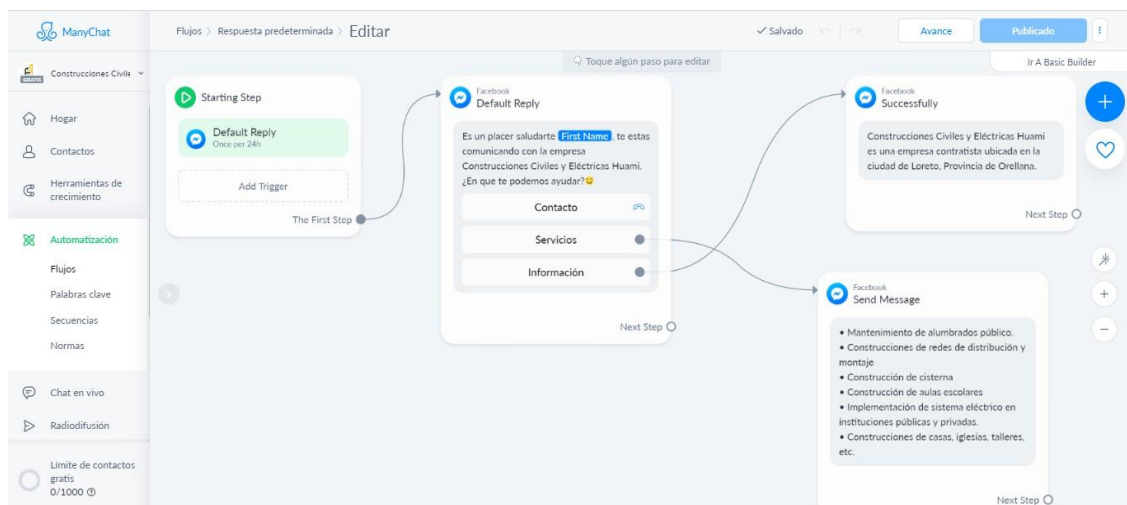 ManyChat
Flujos > Respuesta predeterminada > Editar
✓ Salvado
Avance
Publicado
Toque algún paso para editar
Ir A Basic Builder
GRATIS
Construcciones Civile
Hogar
Contactos
Herramientas de
crecimiento
Automatización
Flujos
Palabras clave
Secuencias
Normas
Chat en vivo
Radiodifusión
Límite de contactos
gratis
0/1000
Starting Step
Default Reply
Once per 24h
Add Trigger
The First Step
Facebook
Default Reply
Es un placer saludarte First Name, te estas
comunicando con la empresa
Construcciones Civiles y Eléctricas Huami.
¿En que te podemos ayudar?😊
Contacto
Servicios
Información
Next Step
Facebook
Successfully
Construcciones Civiles y Eléctricas Huami
es una empresa contratista ubicada en la
ciudad de Loreto, Provincia de Orellana.
Next Step
Facebook
Send Message
• Mantenimiento de alumbrados público.
• Construcciones de redes de distribución y
montaje
• Construcción de cisterna
• Construcción de aulas escolares
• Implementación de sistema eléctrico en
instituciones públicas y privadas.
• Construcciones de casas, iglesias, talleres,
etc.
Next Step